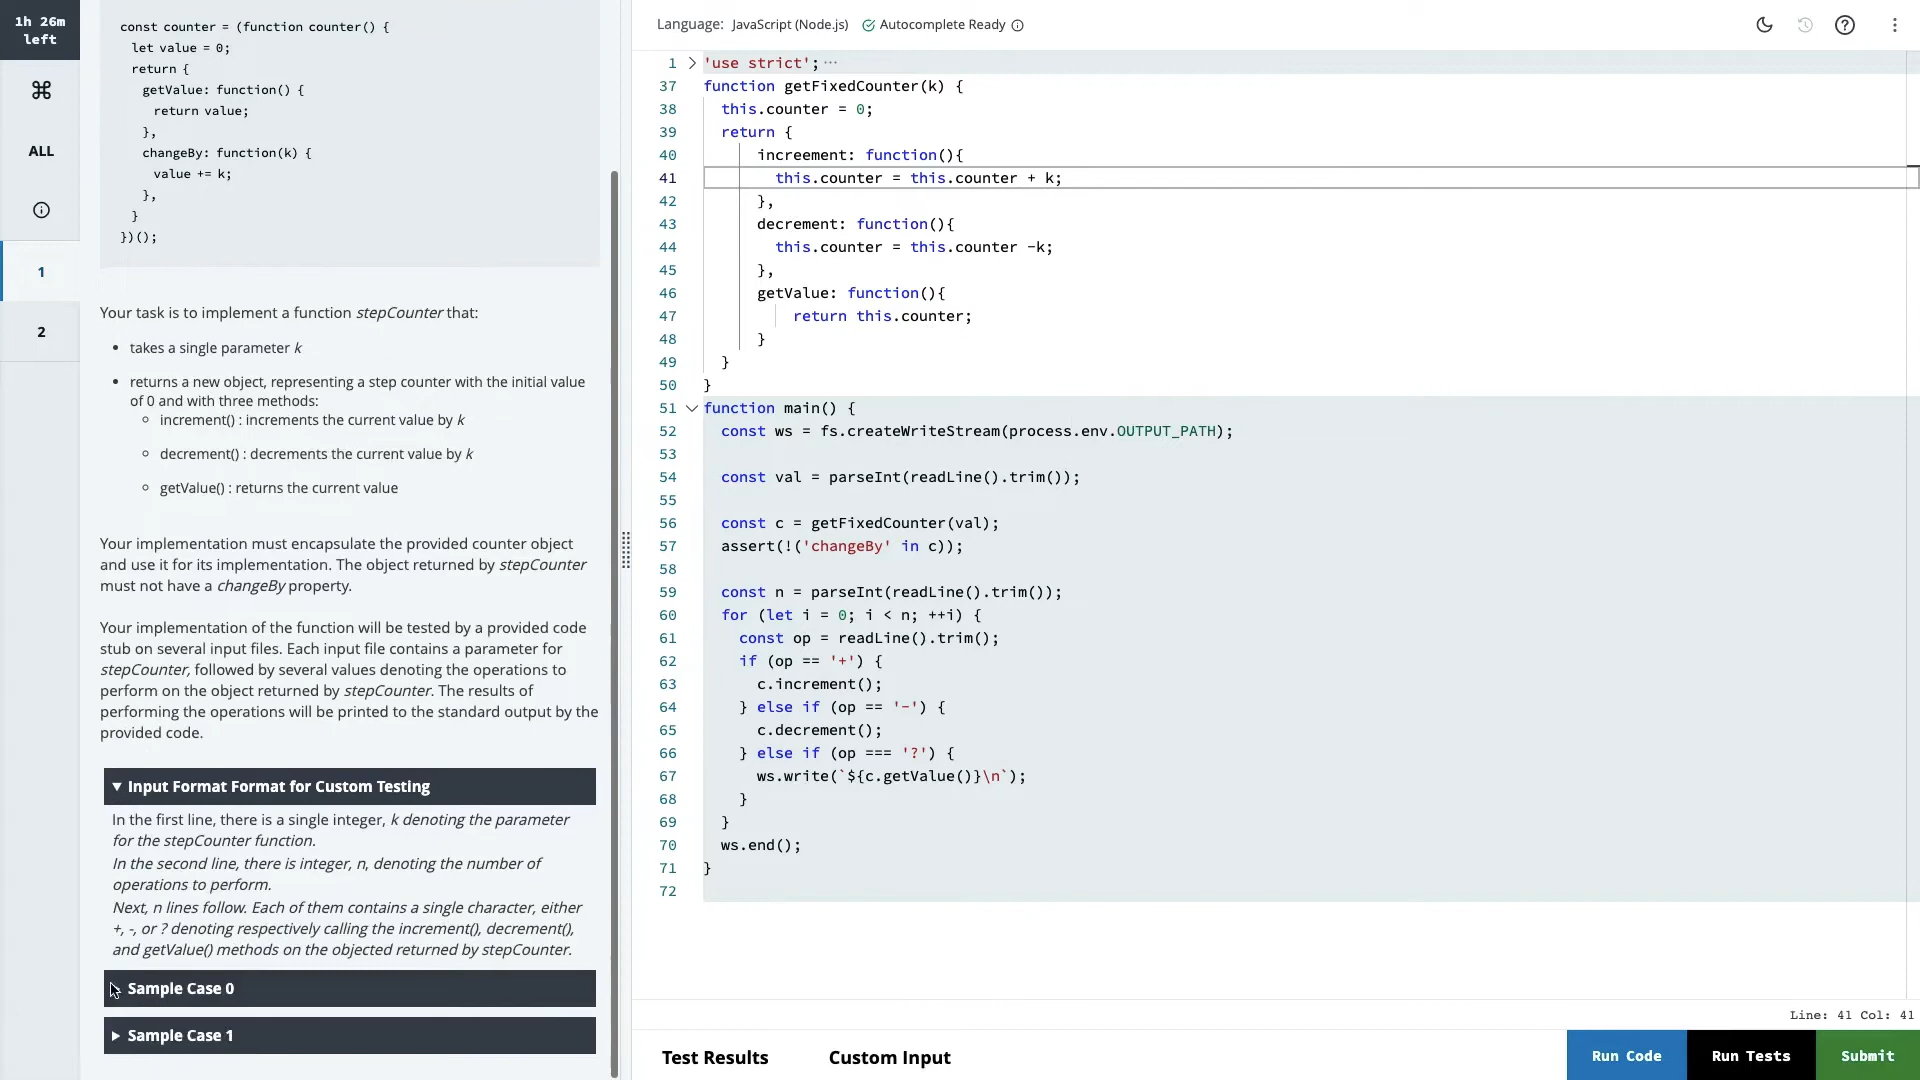 1h 26m
left
ALL
1
2
const counter = (function counter() {
let value = 0;
return {
getValue: function() {
return value;
},
changeBy: function(k) {
value += k;
},
}
})();
Your task is to implement a function stepCounter that:
• takes a single parameter k
• returns a new object, representing a step counter with the initial value
of 0 and with three methods:
increment() : increments the current value by k
decrement() : decrements the current value by k
getValue() : returns the current value
Your implementation must encapsulate the provided counter object
and use it for its implementation. The object returned by stepCounter
must not have a changeBy property.
Your implementation of the function will be tested by a provided code
stub on several input files. Each input file contains a parameter for
stepCounter, followed by several values denoting the operations to
perform on the object returned by stepCounter. The results of
performing the operations will be printed to the standard output by the
provided code.
Input Format Format for Custom Testing
In the first line, there is a single integer, k denoting the parameter
for the stepCounter function.
In the second line, there is integer, n, denoting the number of
operations to perform.
Next, n lines follow. Each of them contains a single character, either
+, -, or ? denoting respectively calling the increment(), decrement(),
and getValue() methods on the objected returned by stepCounter.
Sample Case 0
Sample Case 1
Language: JavaScript (Node.js) Autocomplete Ready
1 'use strict';···
37 function getFixedCounter(k) {
38 this.counter = 0;
39 return {
40 increement: function(){
41 this.counter = this.counter + k;
42 },
43 decrement: function(){
44 this.counter = this.counter -k;
45 },
46 getValue: function(){
47 return this.counter;
48 }
49 }
50 }
51 function main() {
52 const ws = fs.createWriteStream(process.env.OUTPUT_PATH);
53
54 const val = parseInt(readLine().trim());
55
56 const c = getFixedCounter(val);
57 assert(!('changeBy' in c));
58
59 const n = parseInt(readLine().trim());
60 for (let i = 0; i < n; ++i) {
61 const op = readLine().trim();
62 if (op == '+') {
63 c.increment();
64 } else if (op == '-') {
65 c.decrement();
66 } else if (op === '?') {
67 ws.write(`${c.getValue()}\n`);
68 }
69 }
70 ws.end();
71 }
72
Line: 41 Col: 41
Test Results Custom Input Run Code Run Tests Submit